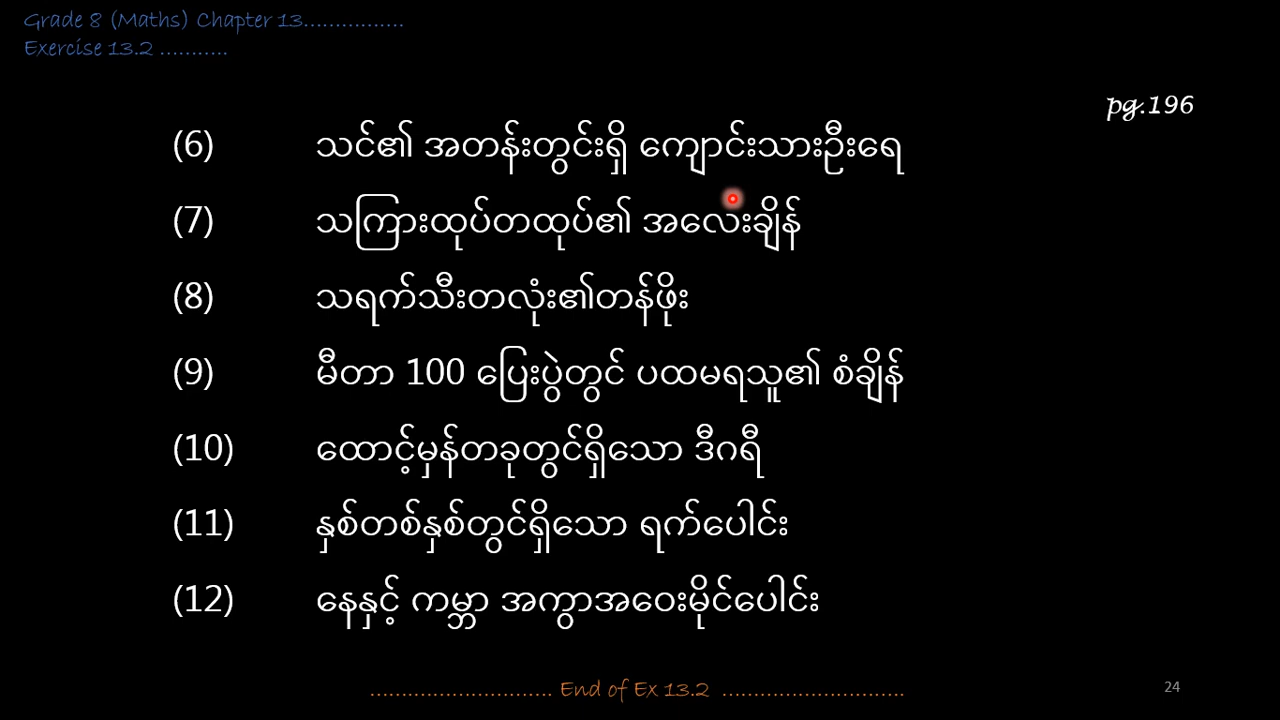 Grade 8 (Maths) Chapter 13................
Exercise 13.2 ...........
pg.196
(6) သင်၏ အတန်းတွင်းရှိ ကျောင်းသားဦးရေ
(7) သကြားထုပ်တထုပ်၏ အလေးချိန်
(8) သရက်သီးတလုံး၏တန်ဖိုး
(9) မီတာ 100 ပြေးပွဲတွင် ပထမရသူ၏ စံချိန်
(10) ထောင့်မှန်တခုတွင်ရှိသော ဒီဂရီ
(11) နှစ်တစ်နှစ်တွင်ရှိသော ရက်ပေါင်း
(12) နေနှင့် ကမ္ဘာ အကွာအဝေးမိုင်ပေါင်း
............................. End of Ex 13.2 .............................
24